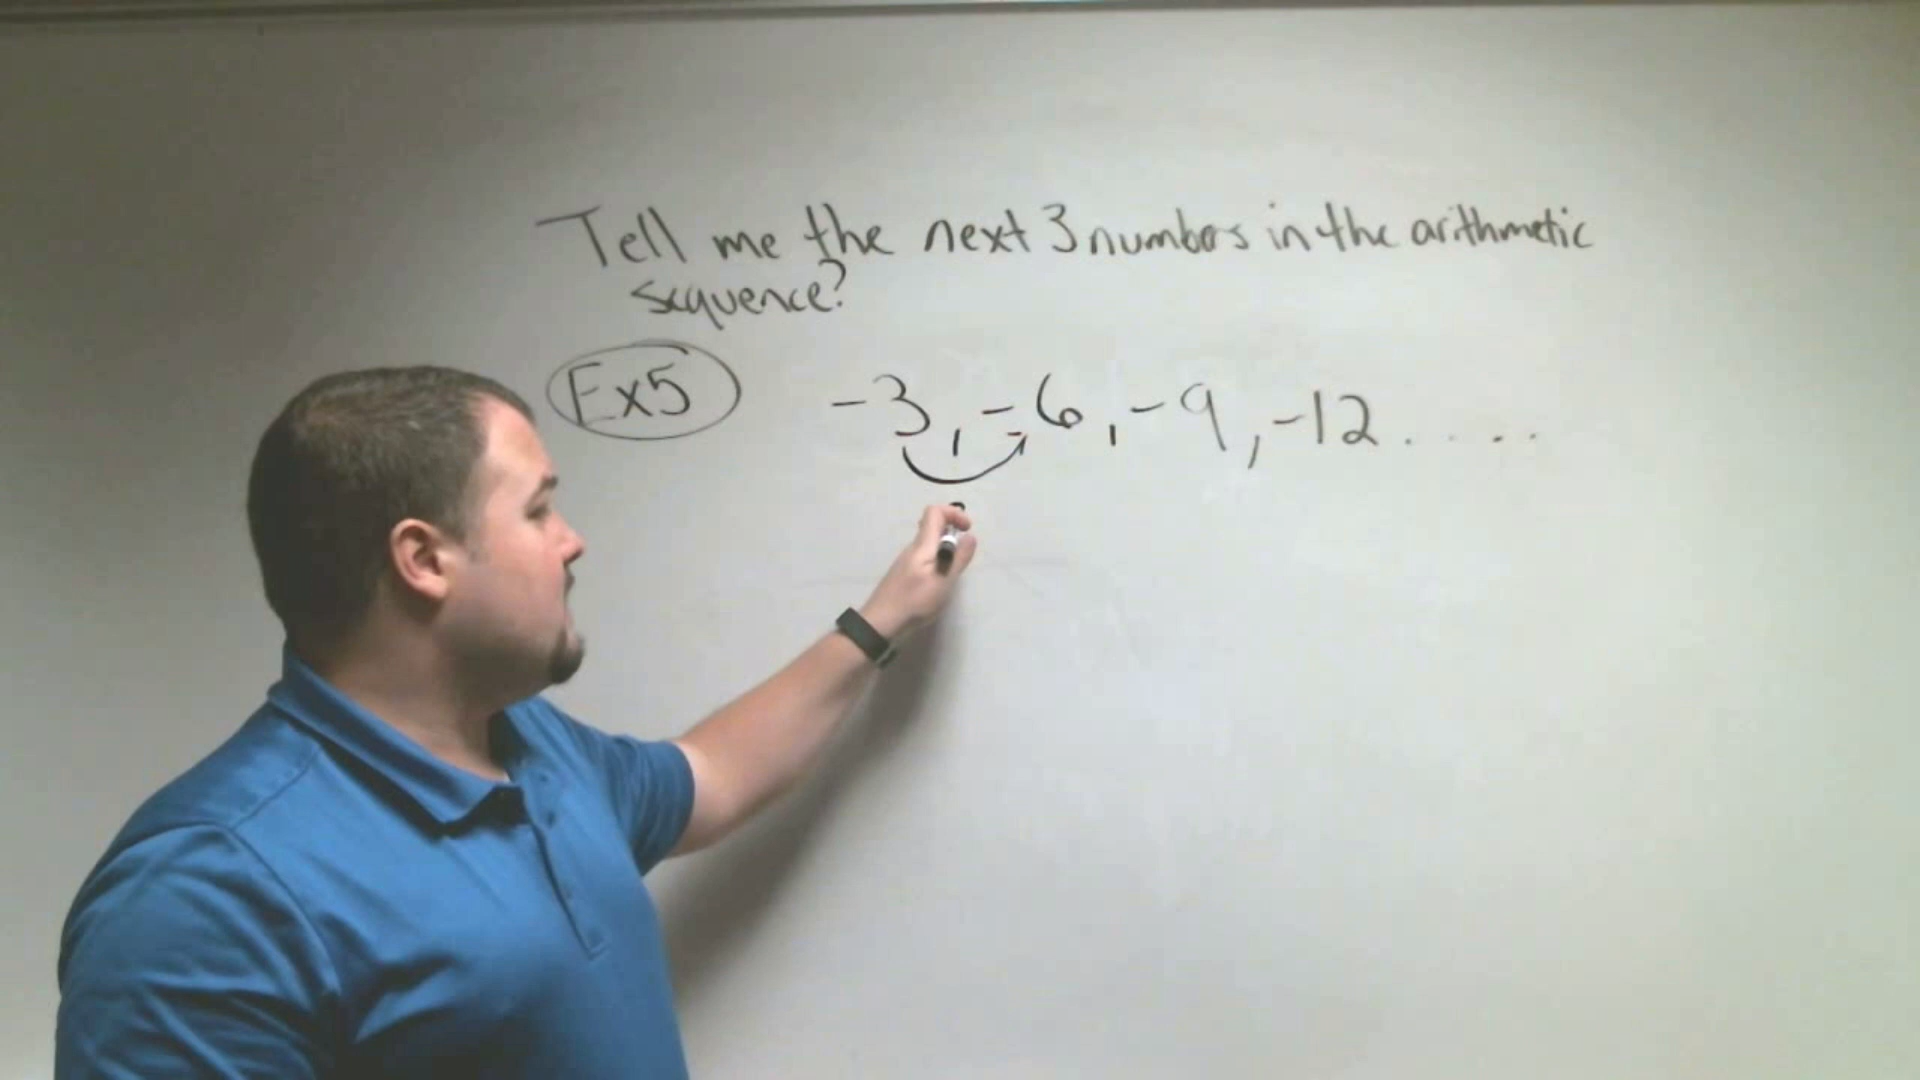 Tell me the next 3 numbers in the arithmetic
sequence?
Ex5 -3, -6, -9, -12.....